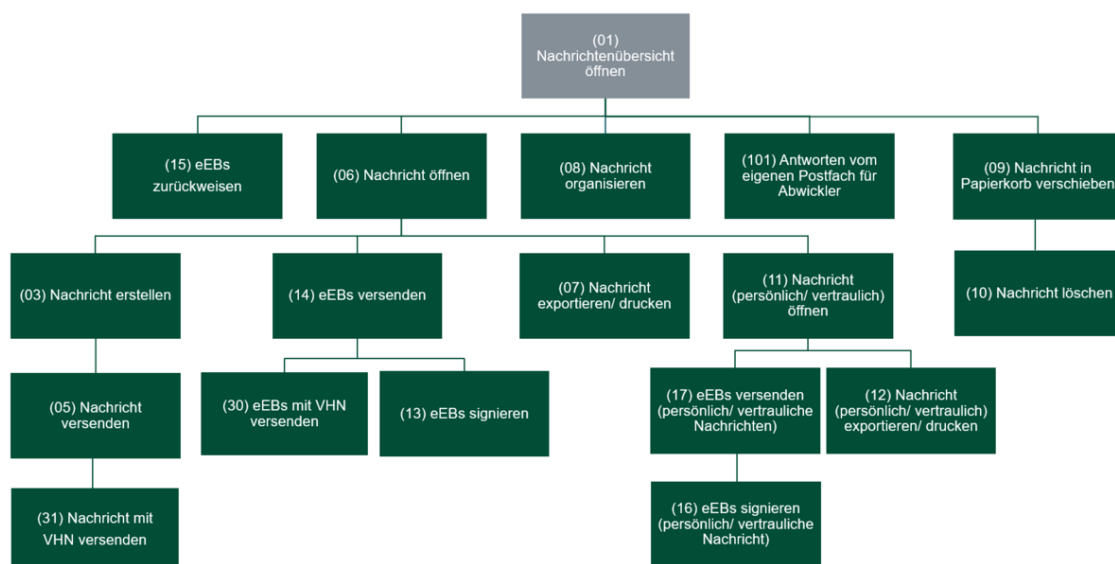 (01)
Nachrichtenübersicht
öffnen
(15) eEBs
zurückweisen
(06) Nachricht öffnen
(08) Nachricht
organisieren
(101) Antworten vom
eigenen Postfach für
Abwickler
(09) Nachricht in
Papierkorb verschieben
(03) Nachricht erstellen
(14) eEBs versenden
(07) Nachricht
exportieren/ drucken
(11) Nachricht
(persönlich/ vertraulich)
öffnen
(10) Nachricht löschen
(05) Nachricht
versenden
(30) eEBs mit VHN
versenden
(13) eEBs signieren
(17) eEBs versenden
(persönlich/ vertrauliche
Nachrichten)
(12) Nachricht
(persönlich/ vertraulich)
exportieren/ drucken
(31) Nachricht mit
VHN versenden
(16) eEBs signieren
(persönlich/ vertrauliche
Nachricht)